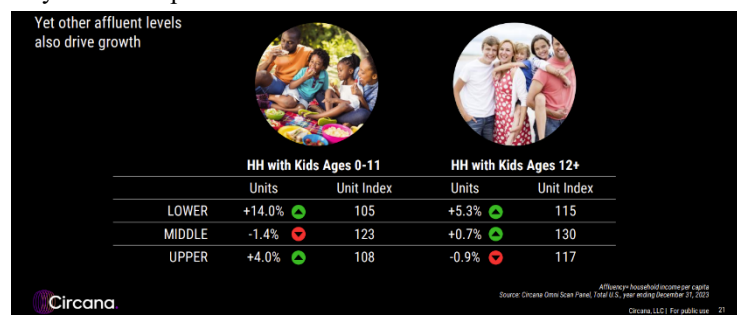 Yet other affluent levels
also drive growth
HH with Kids Ages 0-11 HH with Kids Ages 12+
Units Unit Index Units Unit Index
LOWER +14.0% 105 +5.3% 115
MIDDLE -1.4% 123 +0.7% 130
UPPER +4.0% 108 -0.9% 117
Affluency= household income per capita
Source: Circana Omni Scan Panel, Total U.S., year ending December 31, 2023
Circana.
Circana, LLC | For public use 21